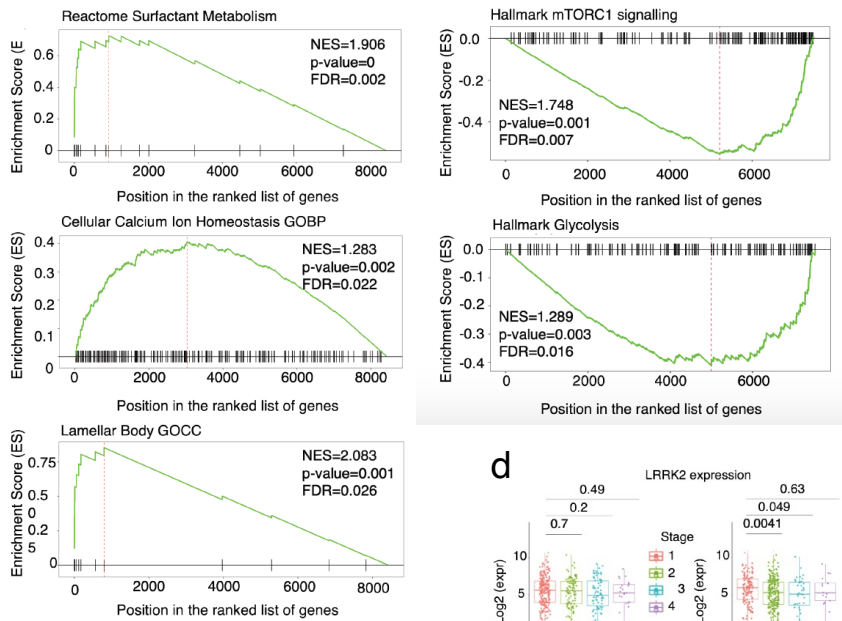 Reactome Surfactant Metabolism
Enrichment Score (E
0.6
0.4
0.2
0
NES=1.906
p-value=0
FDR=0.002
0 2000 4000 6000 8000
Position in the ranked list of genes
Cellular Calcium Ion Homeostasis GOBP
Enrichment Score (ES)
0.4
0.3
0.2
0.1
0
NES=1.283
p-value=0.002
FDR=0.022
0 2000 4000 6000 8000
Position in the ranked list of genes
Lamellar Body GOCC
Enrichment Score (ES)
0.75
0.5
0
0.2
5
0
NES=2.083
p-value=0.001
FDR=0.026
0 2000 4000 6000 8000
Position in the ranked list of genes
Hallmark mTORC1 signalling
Enrichment Score (ES)
0.0
-0.2
-0.4
NES=1.748
p-value=0.001
FDR=0.007
0 2000 4000 6000
Position in the ranked list of genes
Hallmark Glycolysis
Enrichment Score (ES)
0.0
-0.1
-0.2
-0.3
-0.4
NES=1.289
p-value=0.003
FDR=0.016
0 2000 4000 6000
Position in the ranked list of genes
d
LRRK2 expression
0.49
0.2
0.7
10
5
Log2 (expr)
Stage
1
2
3
4
0.63
0.049
0.0041
10
5
Log2 (expr)